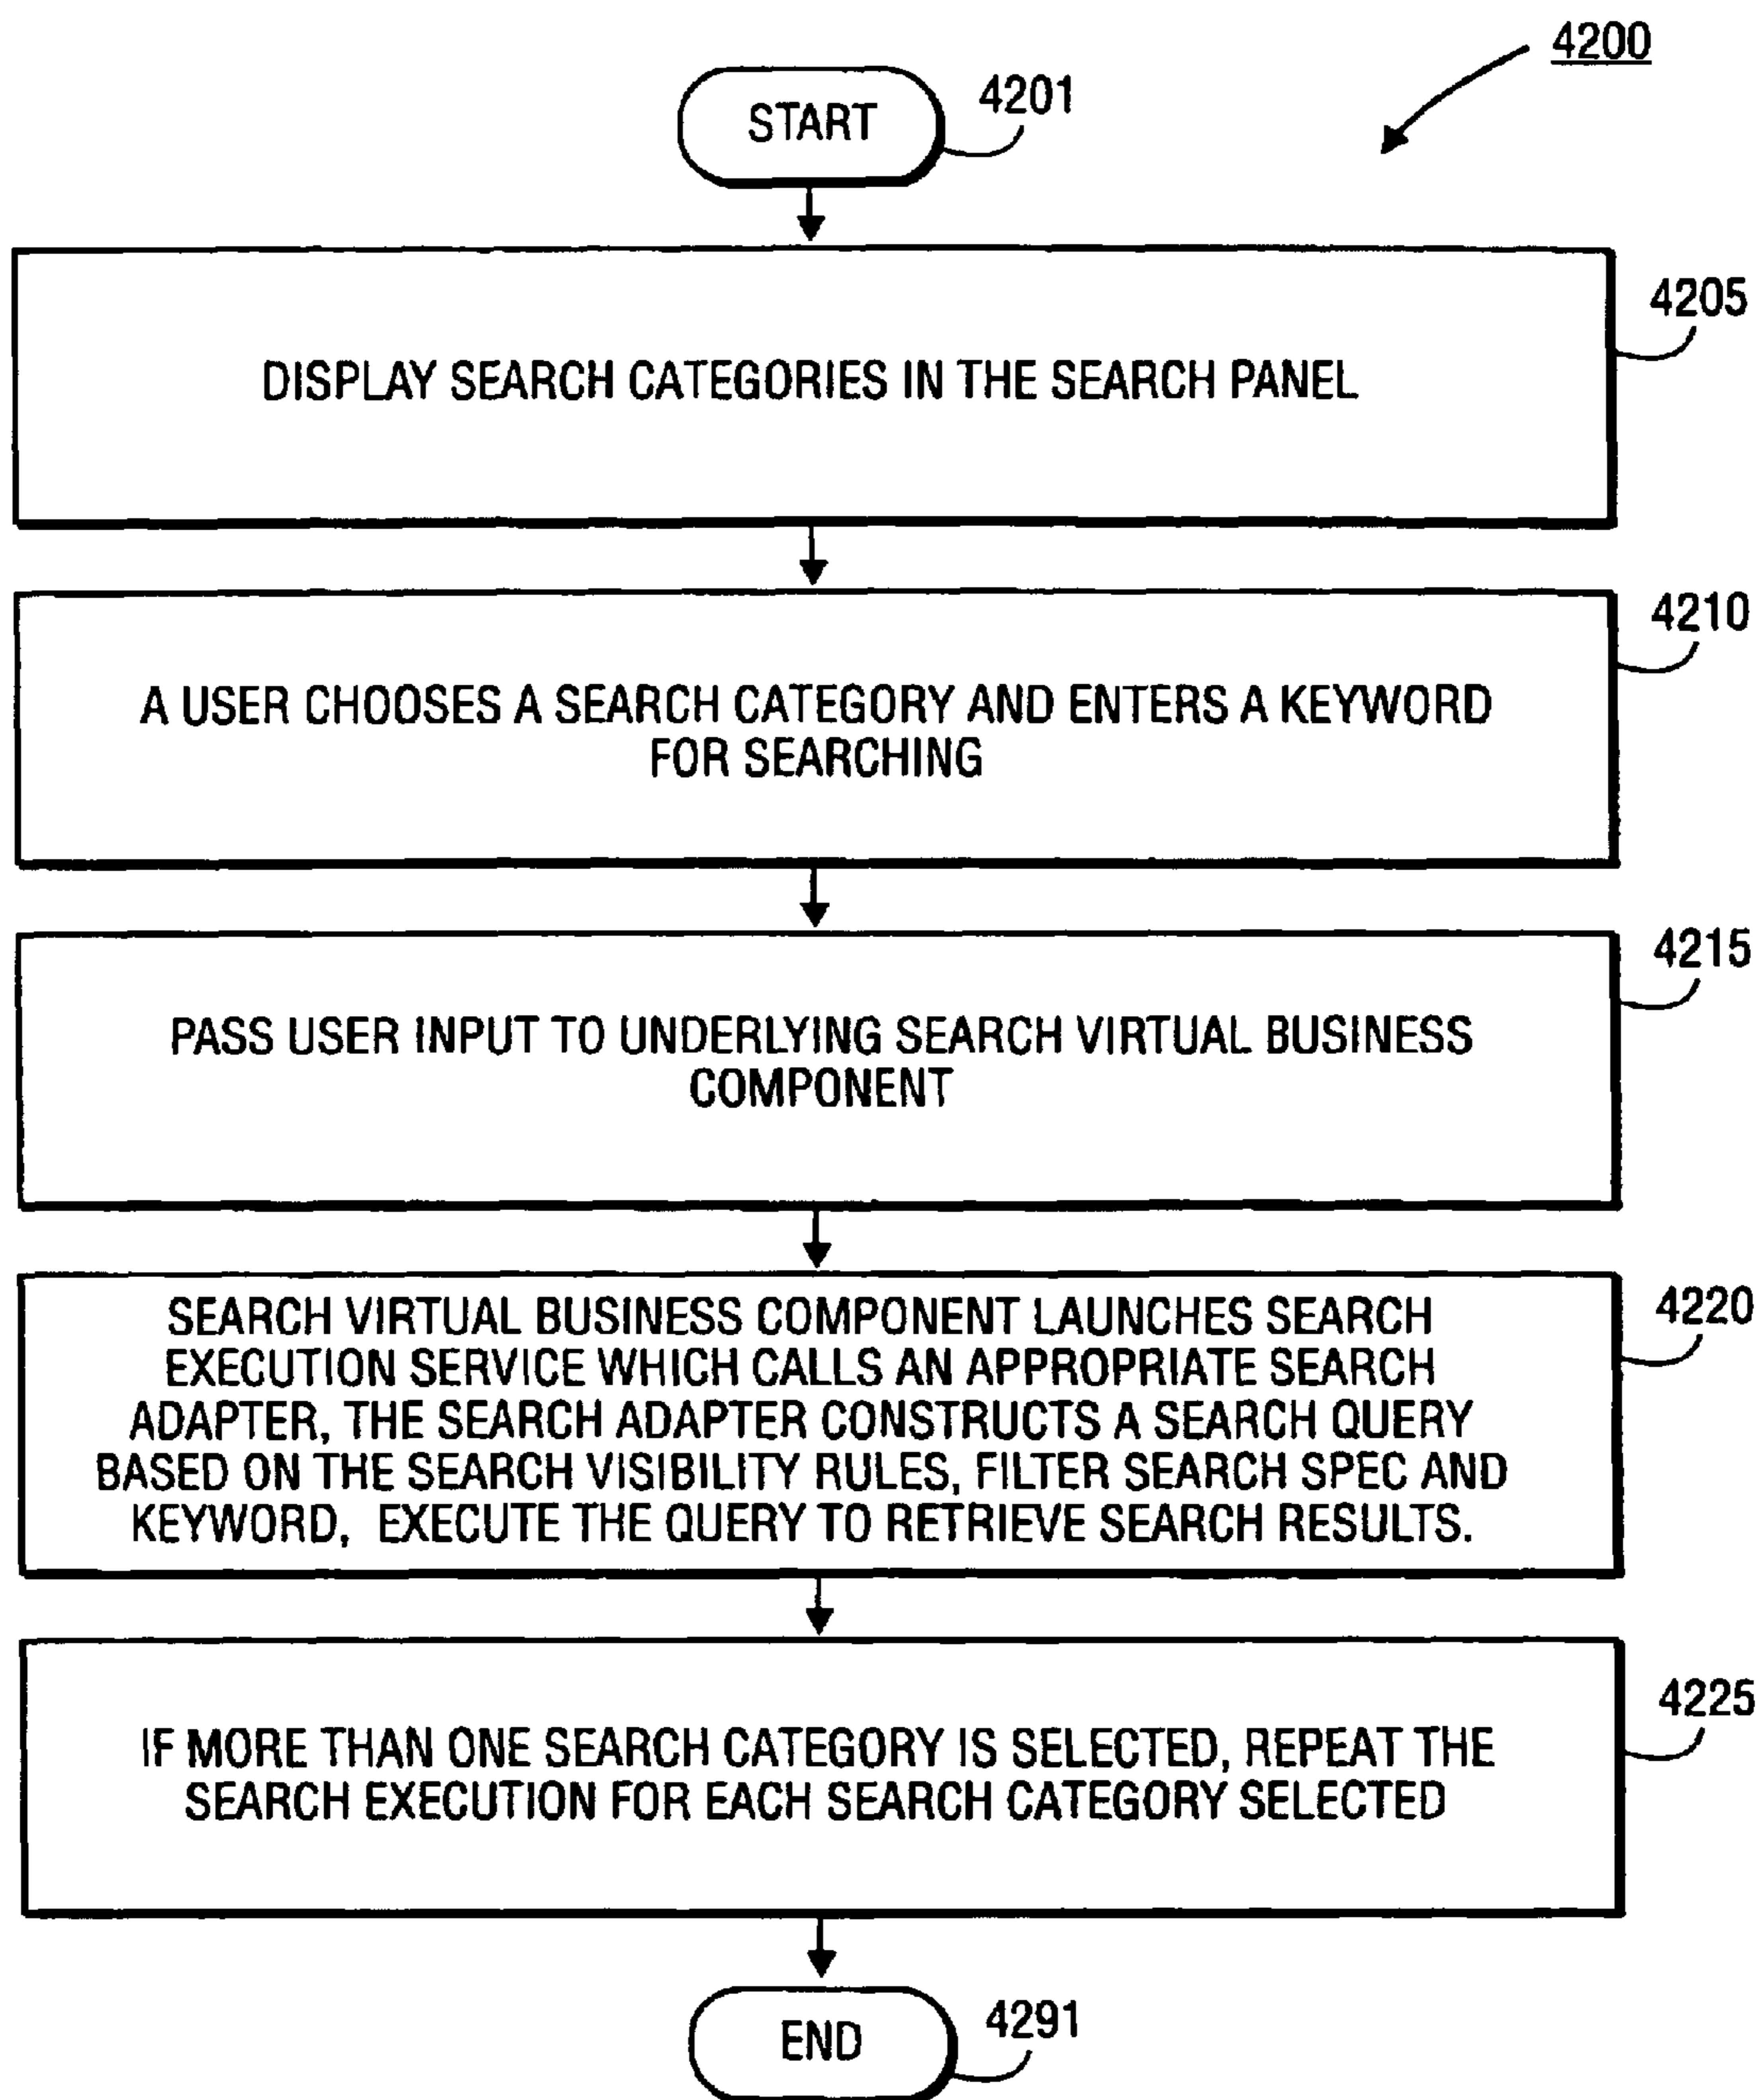 4200
START
4201
4205
DISPLAY SEARCH CATEGORIES IN THE SEARCH PANEL
4210
A USER CHOOSES A SEARCH CATEGORY AND ENTERS A KEYWORD
FOR SEARCHING
4215
PASS USER INPUT TO UNDERLYING SEARCH VIRTUAL BUSINESS
COMPONENT
4220
SEARCH VIRTUAL BUSINESS COMPONENT LAUNCHES SEARCH
EXECUTION SERVICE WHICH CALLS AN APPROPRIATE SEARCH
ADAPTER, THE SEARCH ADAPTER CONSTRUCTS A SEARCH QUERY
BASED ON THE SEARCH VISIBILITY RULES, FILTER SEARCH SPEC AND
KEYWORD, EXECUTE THE QUERY TO RETRIEVE SEARCH RESULTS.
4225
IF MORE THAN ONE SEARCH CATEGORY IS SELECTED, REPEAT THE
SEARCH EXECUTION FOR EACH SEARCH CATEGORY SELECTED
END
4291